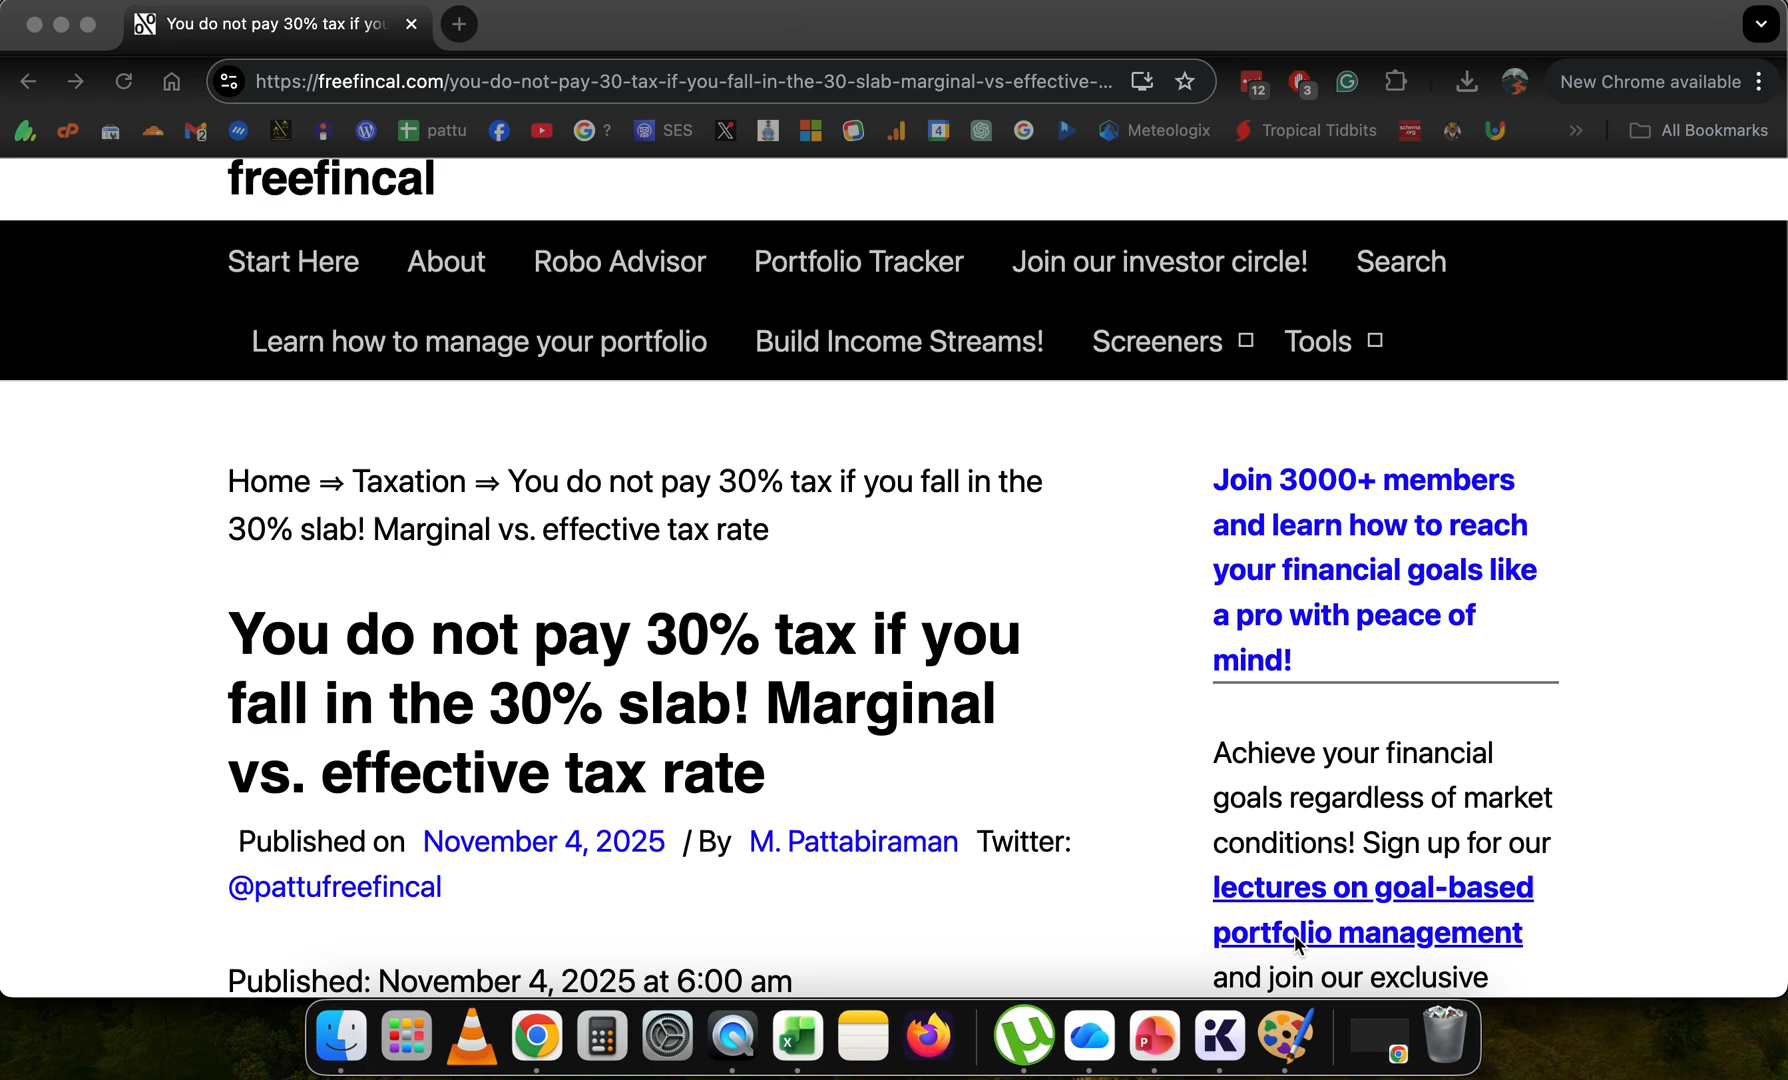 You do not pay 30% tax if you
https://freefincal.com/you-do-not-pay-30-tax-if-you-fall-in-the-30-slab-marginal-vs-effective-...
12
3
New Chrome available
2
pattu
?
SES
4
Meteologix
Tropical Tidbits
»
All Bookmarks
freefincal
Start Here About Robo Advisor Portfolio Tracker Join our investor circle! Search
Learn how to manage your portfolio Build Income Streams! Screeners Tools
Home ⇒ Taxation ⇒ You do not pay 30% tax if you fall in the
30% slab! Marginal vs. effective tax rate
You do not pay 30% tax if you
fall in the 30% slab! Marginal
vs. effective tax rate
Published on November 4, 2025 / By M. Pattabiraman Twitter:
@pattufreefincal
Published: November 4, 2025 at 6:00 am
Join 3000+ members
and learn how to reach
your financial goals like
a pro with peace of
mind!
Achieve your financial
goals regardless of market
conditions! Sign up for our
lectures on goal-based
portfolio management
and join our exclusive